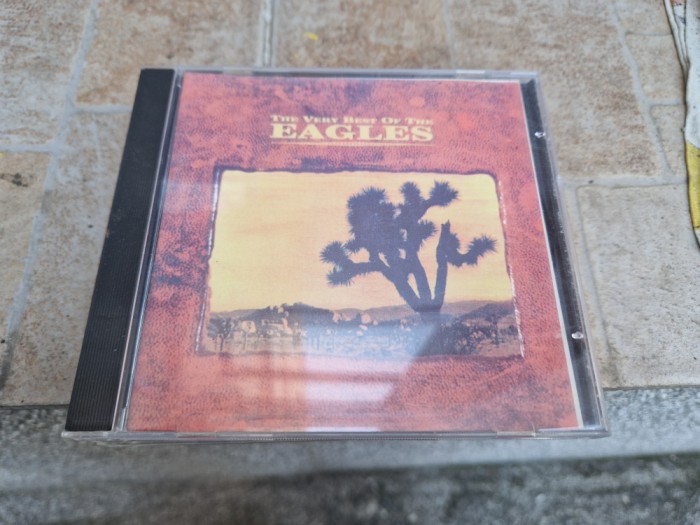 The Very Best Of The
EAGLES